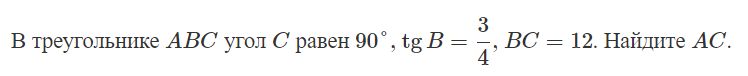 В треугольнике ABC угол C равен 90°, tg B = 3/4, BC = 12. Найдите AC.